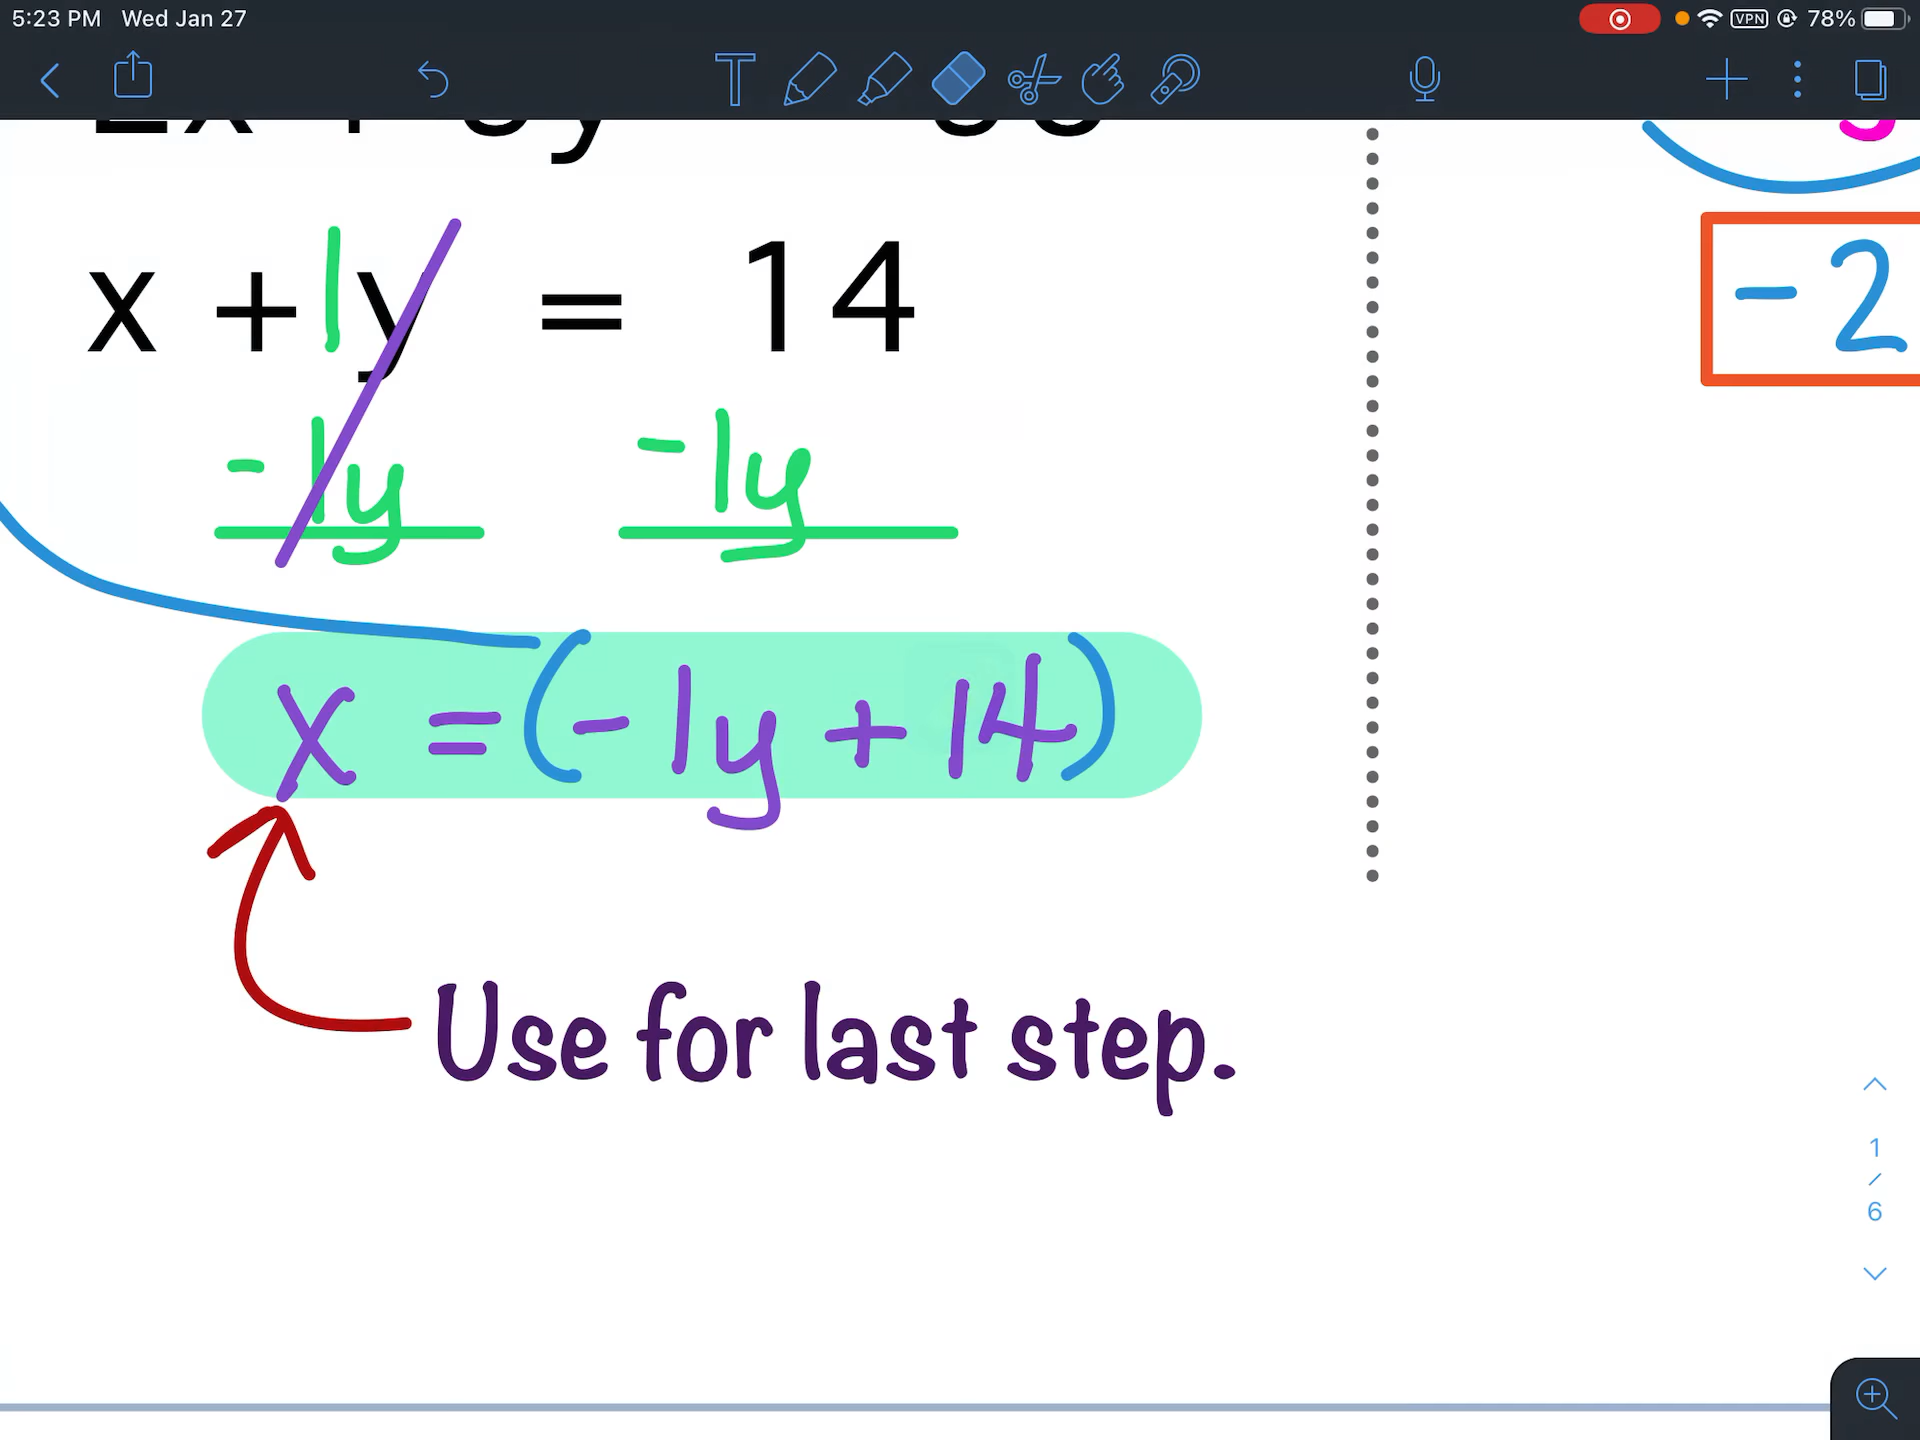 5:23 PM Wed Jan 27
VPN 78%
x + 1y = 14
-1y -1y
-2
x = (-1y + 14)
Use for last step.
1
/
6